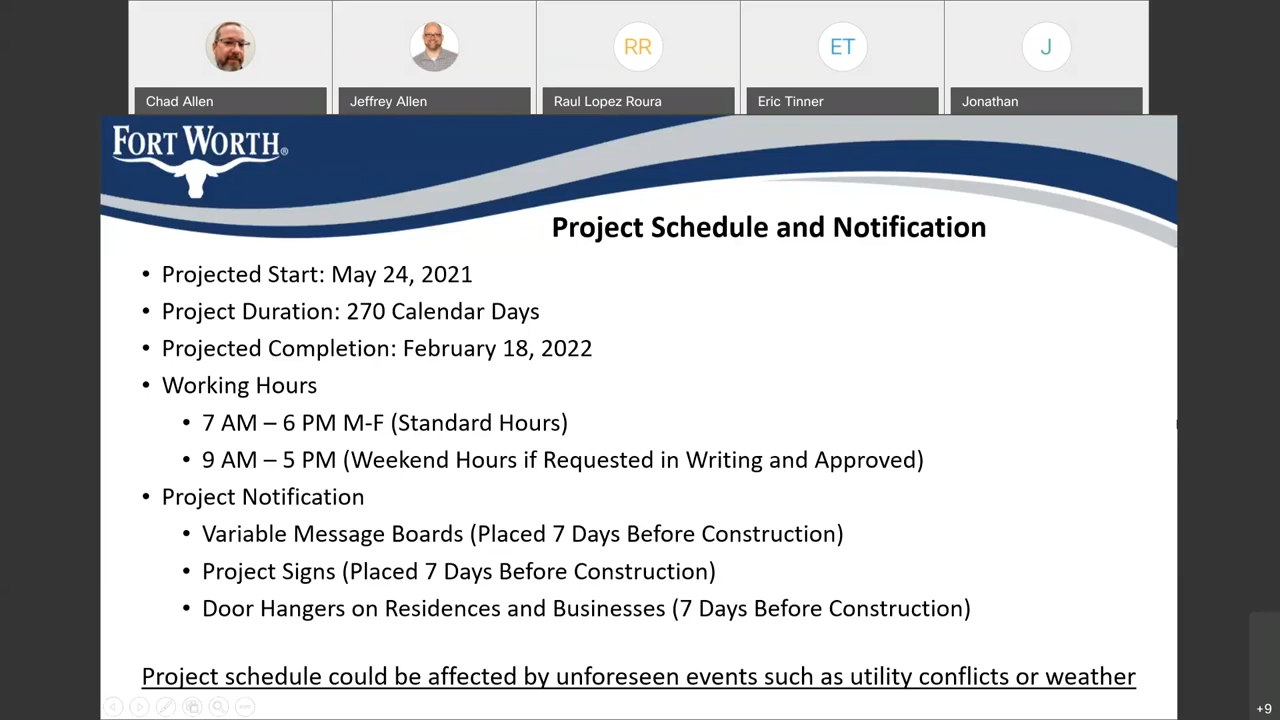 RR
ET
J
Chad Allen
Jeffrey Allen
Raul Lopez Roura
Eric Tinner
Jonathan
FORT WORTH®
Project Schedule and Notification
• Projected Start: May 24, 2021
• Project Duration: 270 Calendar Days
• Projected Completion: February 18, 2022
• Working Hours
• 7 AM – 6 PM M-F (Standard Hours)
• 9 AM – 5 PM (Weekend Hours if Requested in Writing and Approved)
• Project Notification
• Variable Message Boards (Placed 7 Days Before Construction)
• Project Signs (Placed 7 Days Before Construction)
• Door Hangers on Residences and Businesses (7 Days Before Construction)
Project schedule could be affected by unforeseen events such as utility conflicts or weather
+9